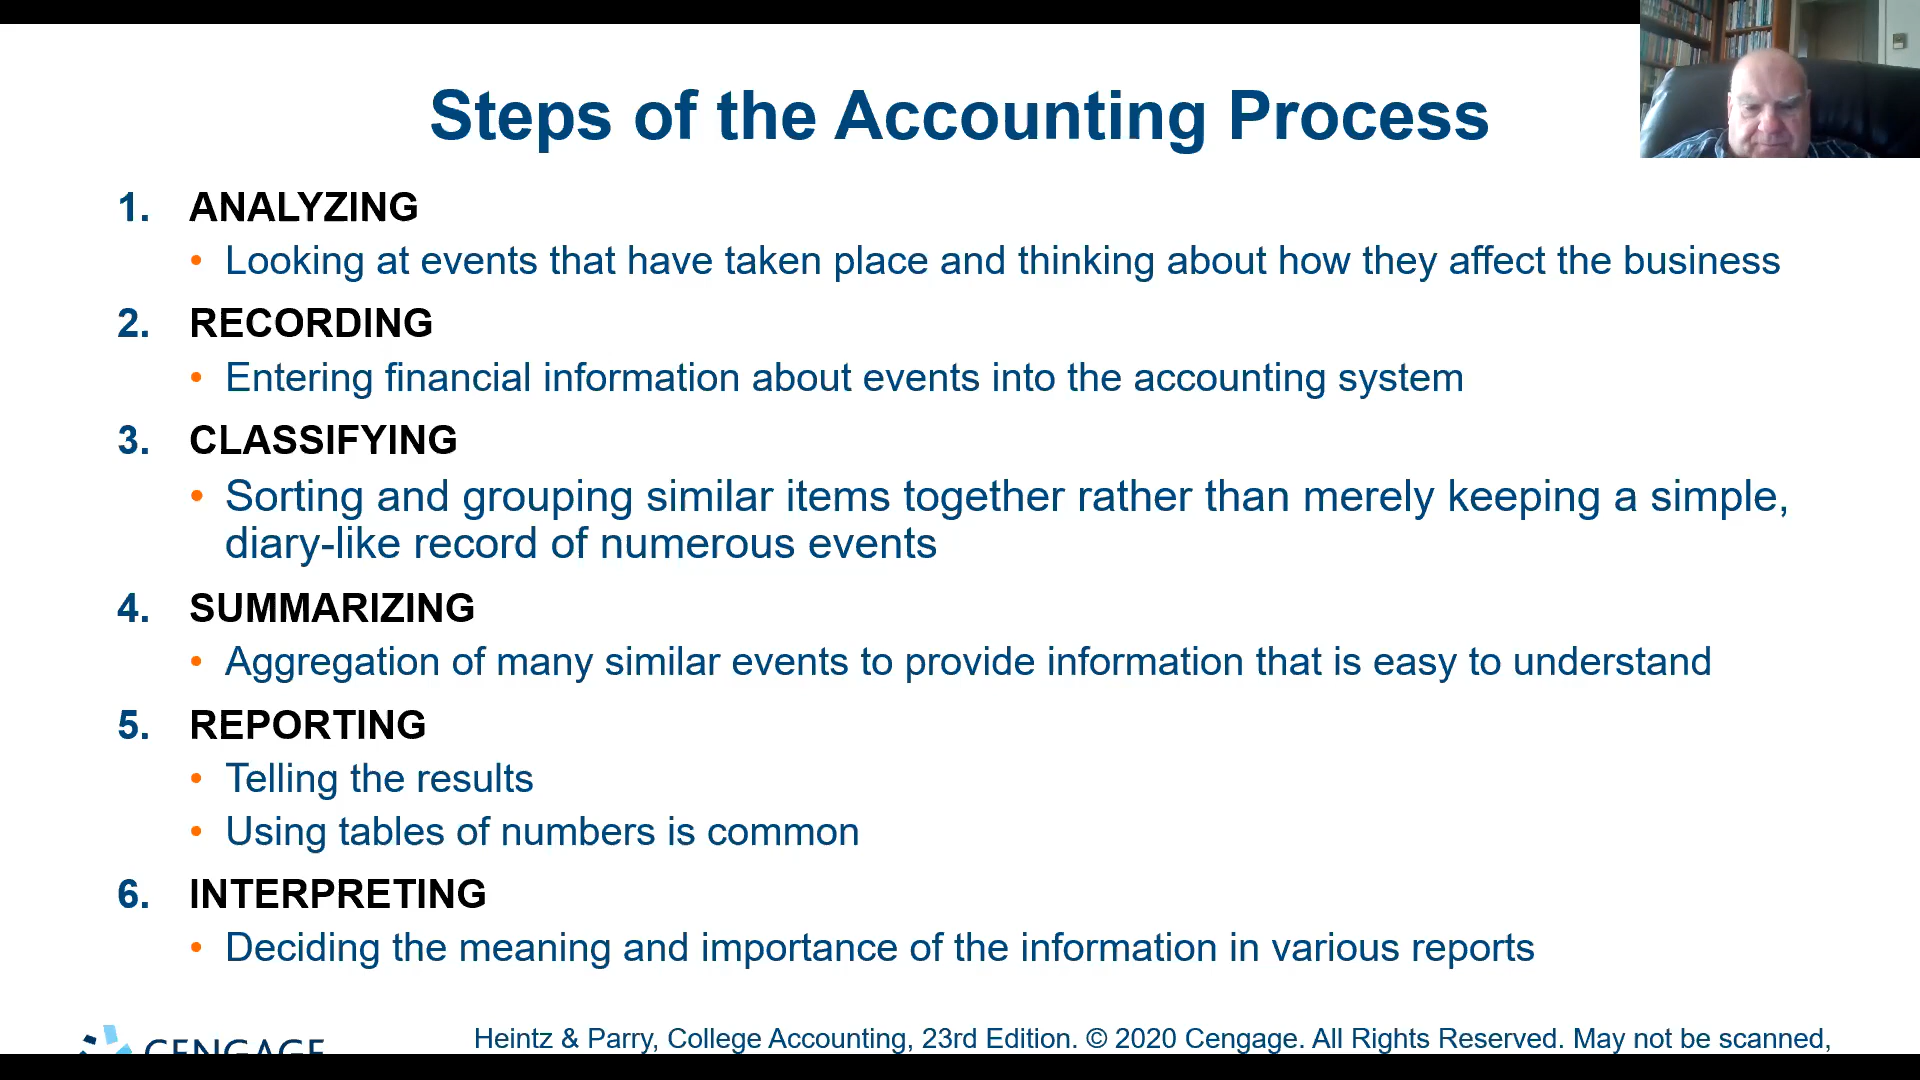 Steps of the Accounting Process
1. ANALYZING
• Looking at events that have taken place and thinking about how they affect the business
2. RECORDING
• Entering financial information about events into the accounting system
3. CLASSIFYING
• Sorting and grouping similar items together rather than merely keeping a simple,
diary-like record of numerous events
4. SUMMARIZING
• Aggregation of many similar events to provide information that is easy to understand
5. REPORTING
• Telling the results
• Using tables of numbers is common
6. INTERPRETING
• Deciding the meaning and importance of the information in various reports
CENGAGE
Heintz & Parry, College Accounting, 23rd Edition. © 2020 Cengage. All Rights Reserved. May not be scanned,